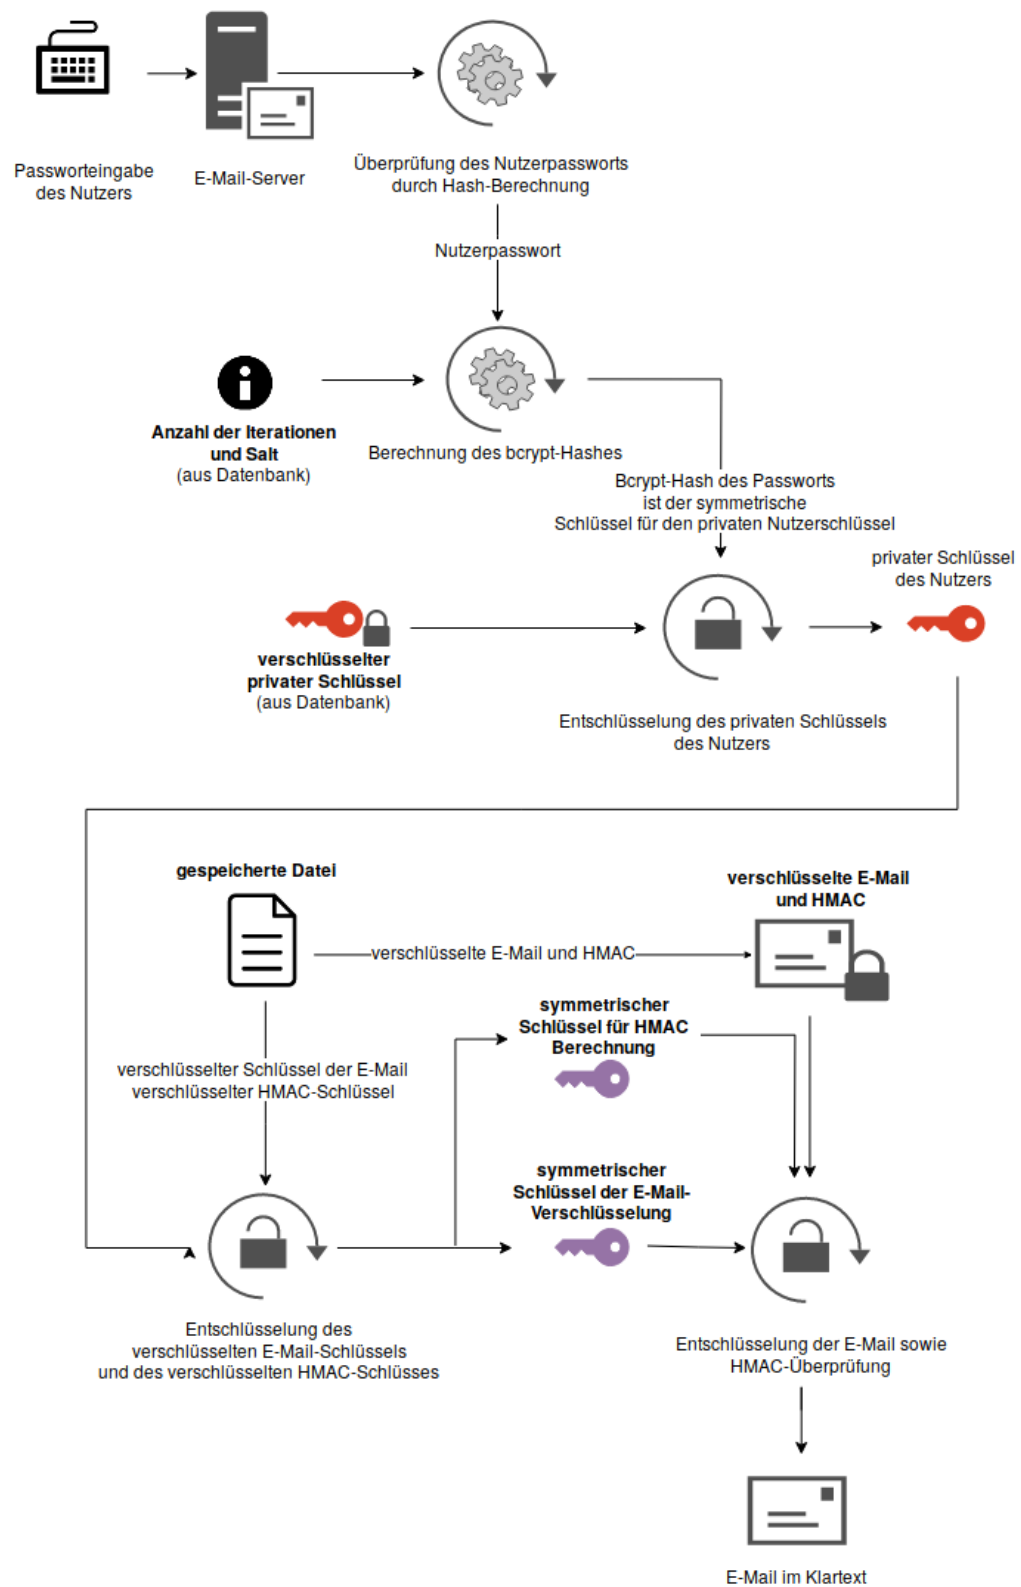 Passworteingabe
des Nutzers
E-Mail-Server
Überprüfung des Nutzerpassworts
durch Hash-Berechnung
Nutzerpasswort
Anzahl der Iterationen
und Salt
(aus Datenbank)
Berechnung des bcrypt-Hashes
Bcrypt-Hash des Passworts
ist der symmetrische
Schlüssel für den privaten Nutzerschlüssel
privater Schlüssel
des Nutzers
verschlüsselter
privater Schlüssel
(aus Datenbank)
Entschlüsselung des privaten Schlüssels
des Nutzers
gespeicherte Datei
verschlüsselte E-Mail
und HMAC
verschlüsselte E-Mail und HMAC
symmetrischer
Schlüssel für HMAC
Berechnung
verschlüsselter Schlüssel der E-Mail
verschlüsselter HMAC-Schlüssel
symmetrischer
Schlüssel der E-Mail-
Verschlüsselung
Entschlüsselung des
verschlüsselten E-Mail-Schlüssels
und des verschlüsselten HMAC-Schlüsses
Entschlüsselung der E-Mail sowie
HMAC-Überprüfung
E-Mail im Klartext